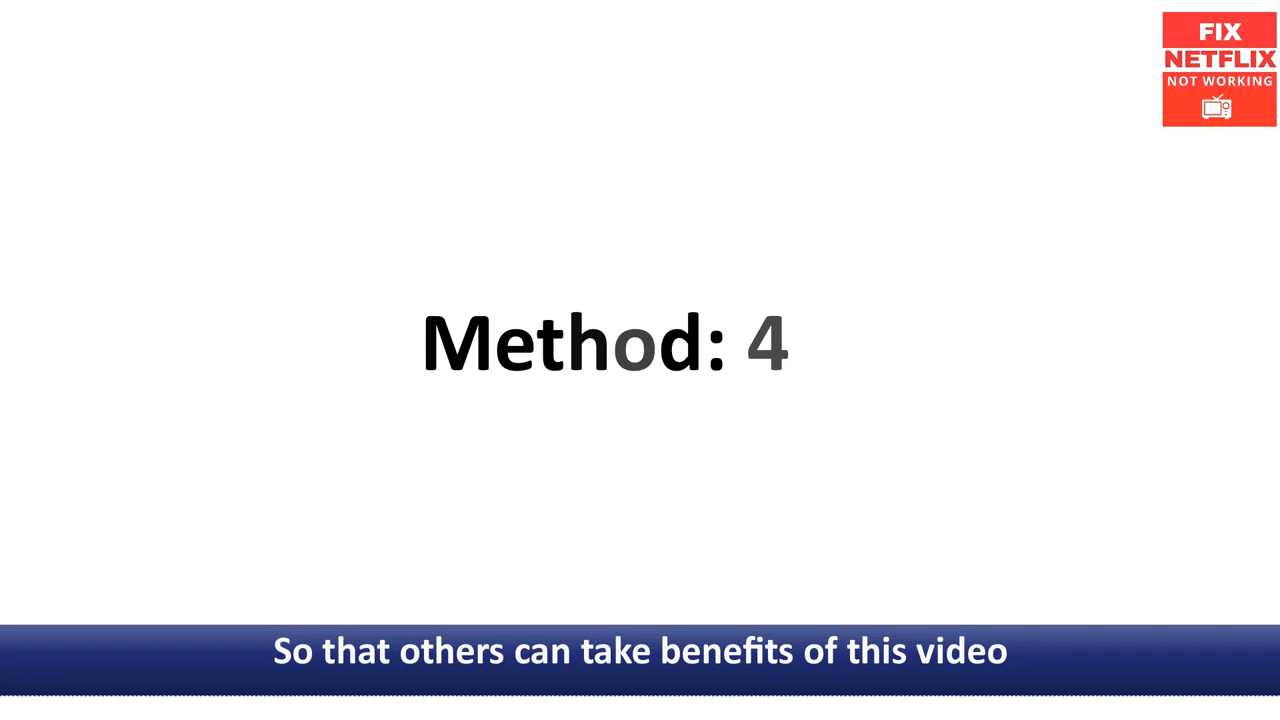 FIX
NETFLIX
NOT WORKING
Method: 4
So that others can take benefits of this video